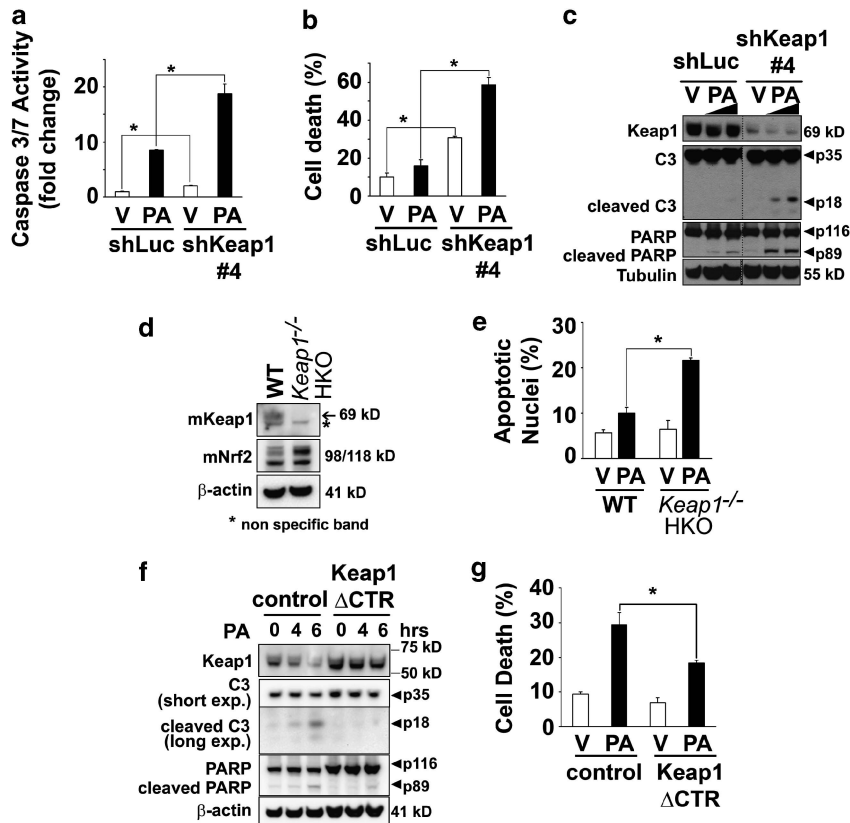 a
Caspase 3/7 Activity
(fold change)
20
10
0
*
*
V PA V PA
shLuc shKeap1
#4
b
Cell death (%)
60
40
20
0
*
*
V PA V PA
shLuc shKeap1
#4
c
shKeap1
shLuc #4
V PA V PA
Keap1 69 kD
C3 p35
cleaved C3 p18
PARP p116
cleaved PARP p89
Tubulin 55 kD
d
WT
Keap1-/-
HKO
mKeap1 69 kD
*
mNrf2 98/118 kD
β-actin 41 kD
* non specific band
e
Apoptotic
Nuclei (%)
30
20
10
0
*
V PA V PA
WT Keap1-/-
HKO
f
Keap1
control ΔCTR
PA 0 4 6 0 4 6 hrs
75 kD
Keap1
50 kD
C3
(short exp.) p35
cleaved C3 p18
(long exp.)
PARP p116
cleaved PARP p89
β-actin 41 kD
g
Cell Death (%)
40
30
20
10
0
*
V PA V PA
control Keap1
ΔCTR